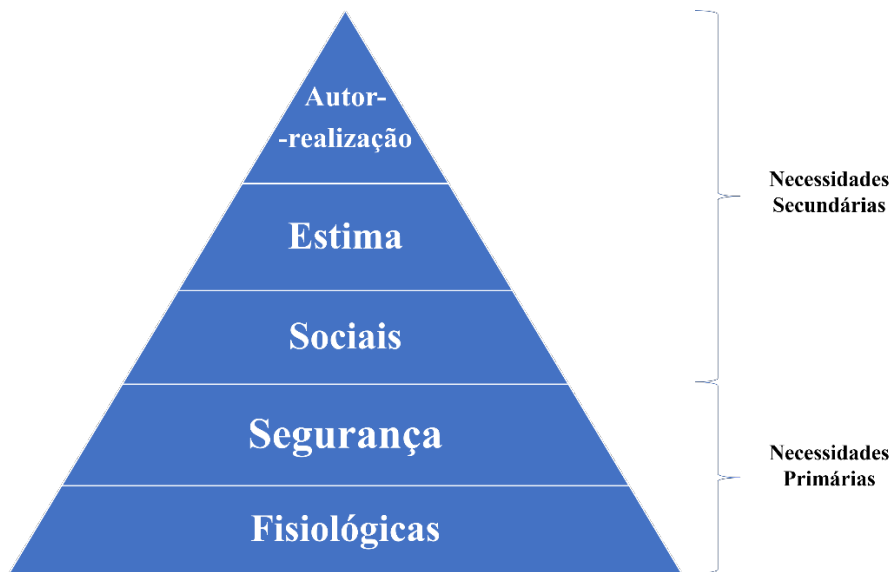 Autor-
-realização
Estima
Sociais
Segurança
Fisiológicas
Necessidades
Secundárias
Necessidades
Primárias